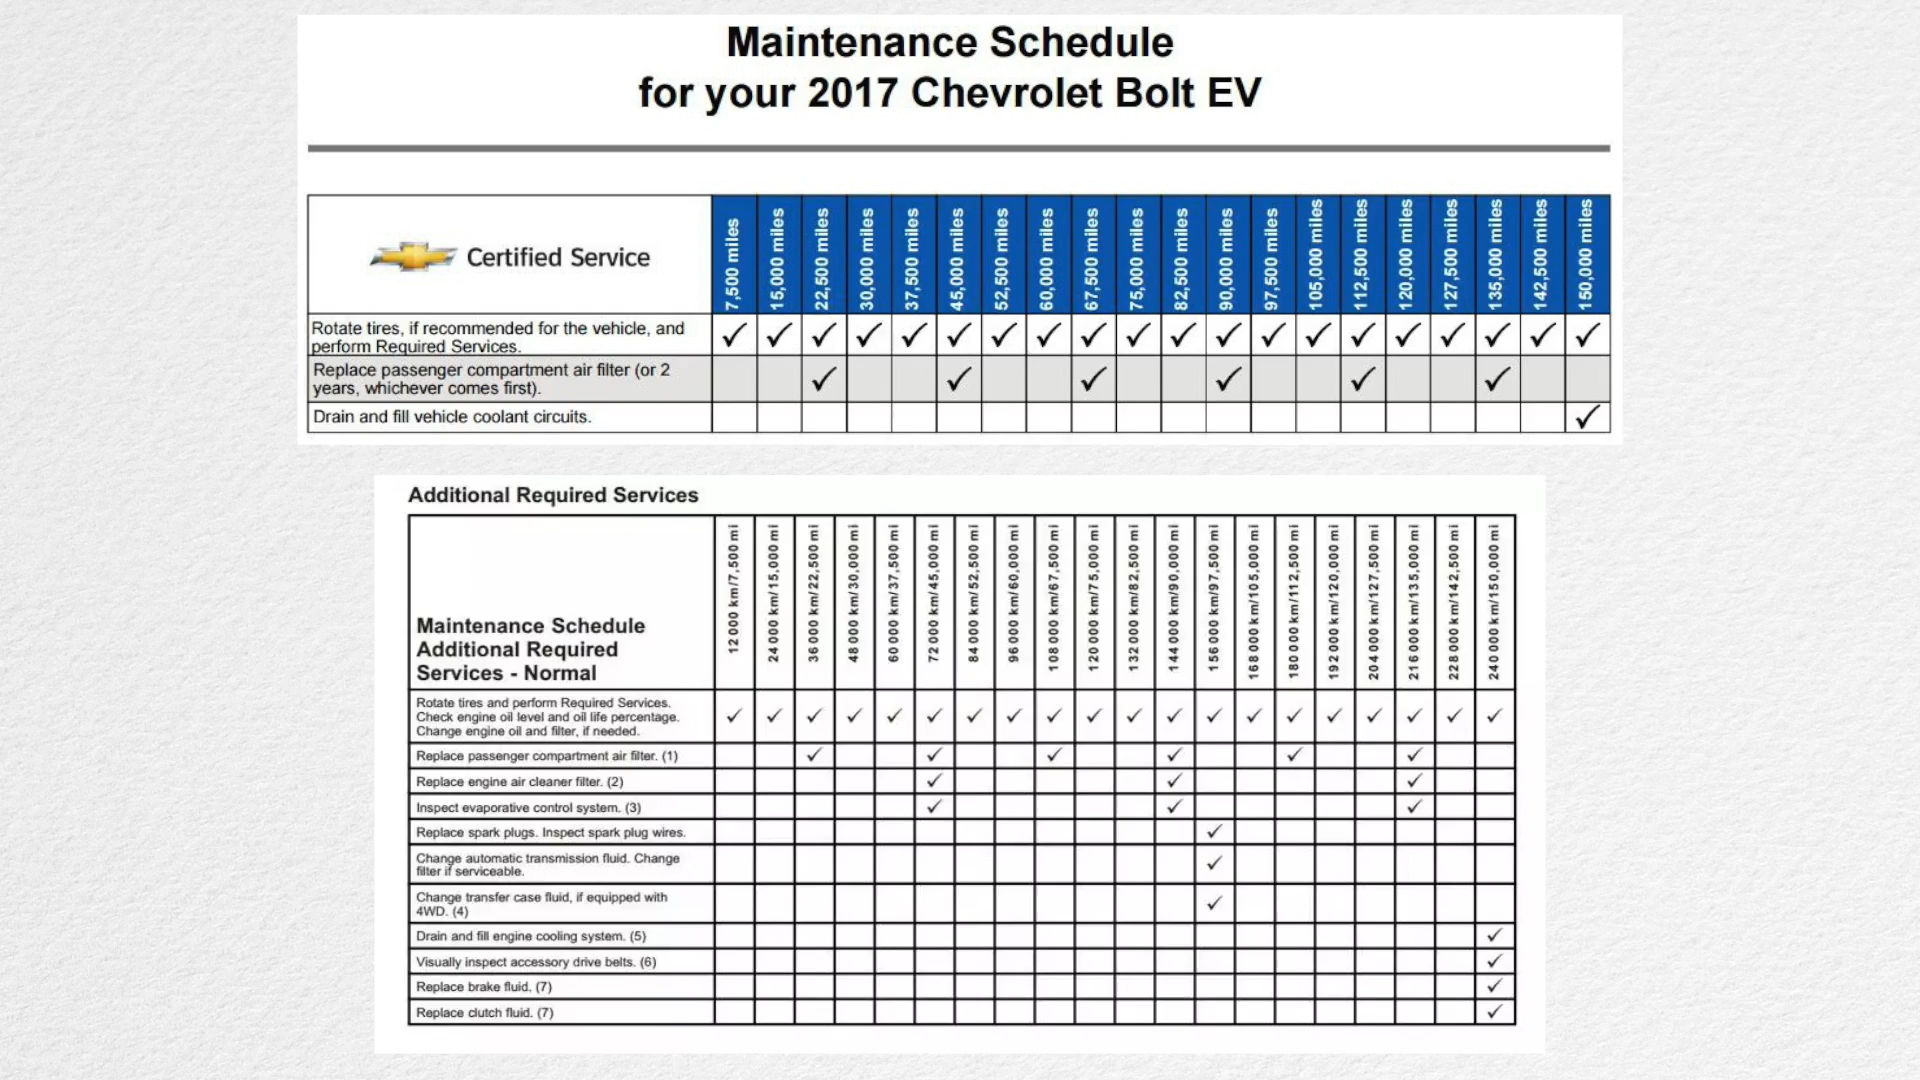 Maintenance Schedule
for your 2017 Chevrolet Bolt EV
Certified Service
7,500 miles
15,000 miles
22,500 miles
30,000 miles
37,500 miles
45,000 miles
52,500 miles
60,000 miles
67,500 miles
75,000 miles
82,500 miles
90,000 miles
97,500 miles
105,000 miles
112,500 miles
120,000 miles
127,500 miles
135,000 miles
142,500 miles
150,000 miles
Rotate tires, if recommended for the vehicle, and
perform Required Services.
Replace passenger compartment air filter (or 2
years, whichever comes first).
Drain and fill vehicle coolant circuits.
Additional Required Services
Maintenance Schedule
Additional Required
Services - Normal
12 000 km/7,500 mi
24 000 km/15,000 mi
36 000 km/22,500 mi
48 000 km/30,000 mi
60 000 km/37,500 mi
72 000 km/45,000 mi
84 000 km/52,500 mi
96 000 km/60,000 mi
108 000 km/67,500 mi
120 000 km/75,000 mi
132 000 km/82,500 mi
144 000 km/90,000 mi
156 000 km/97,500 mi
168 000 km/105,000 mi
180 000 km/112,500 mi
192 000 km/120,000 mi
204 000 km/127,500 mi
216 000 km/135,000 mi
228 000 km/142,500 mi
240 000 km/150,000 mi
Rotate tires and perform Required Services.
Check engine oil level and oil life percentage.
Change engine oil and filter, if needed.
Replace passenger compartment air filter. (1)
Replace engine air cleaner filter. (2)
Inspect evaporative control system. (3)
Replace spark plugs. Inspect spark plug wires.
Change automatic transmission fluid. Change
filter if serviceable.
Change transfer case fluid, if equipped with
4WD. (4)
Drain and fill engine cooling system. (5)
Visually inspect accessory drive belts. (6)
Replace brake fluid. (7)
Replace clutch fluid. (7)